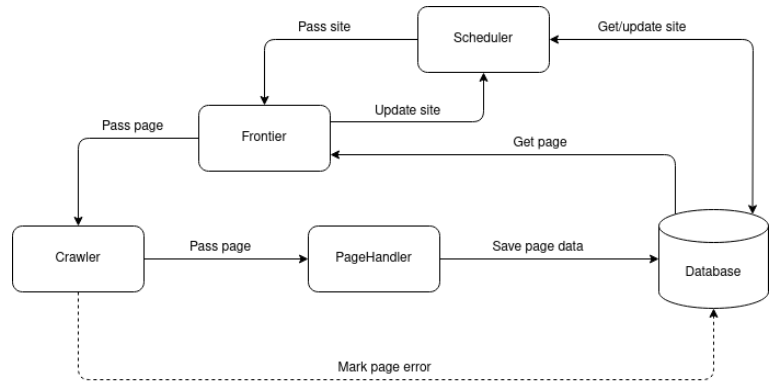 Pass site
Scheduler
Get/update site
Update site
Pass page
Frontier
Get page
Crawler
Pass page
PageHandler
Save page data
Database
Mark page error